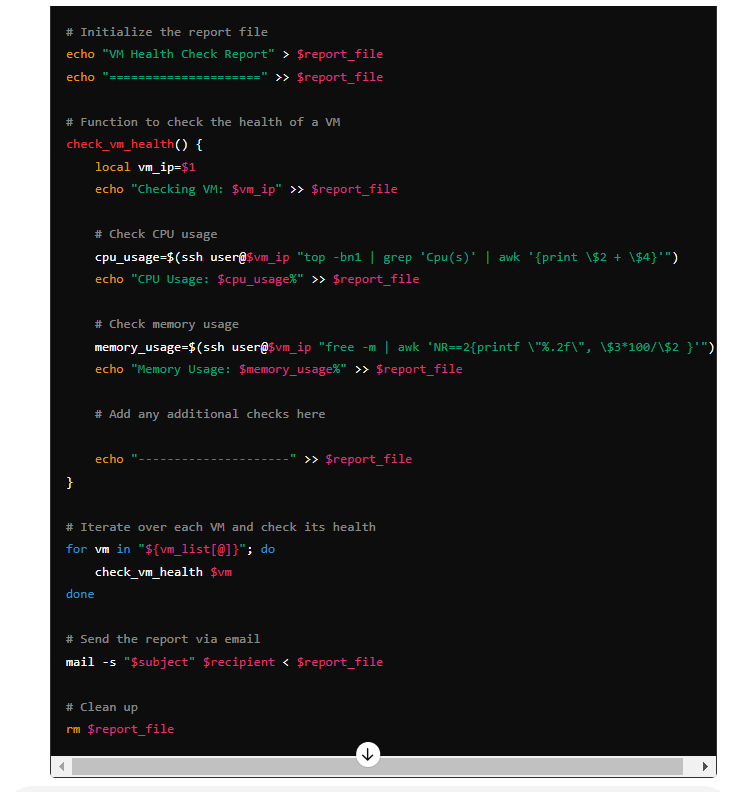 # Initialize the report file
echo "VM Health Check Report" > $report_file
echo "=====================" >> $report_file
# Function to check the health of a VM
check_vm_health() {
    local vm_ip=$1
    echo "Checking VM: $vm_ip" >> $report_file
    # Check CPU usage
    cpu_usage=$(ssh user@$vm_ip "top -bn1 | grep 'Cpu(s)' | awk '{print \$2 + \$4}'")
    echo "CPU Usage: $cpu_usage%" >> $report_file
    # Check memory usage
    memory_usage=$(ssh user@$vm_ip "free -m | awk 'NR==2{printf \"%.2f\", \$3*100/\$2 }'")
    echo "Memory Usage: $memory_usage%" >> $report_file
    # Add any additional checks here
    echo "---------------------" >> $report_file
}
# Iterate over each VM and check its health
for vm in "${vm_list[@]}"; do
    check_vm_health $vm
done
# Send the report via email
mail -s "$subject" $recipient < $report_file
# Clean up
rm $report_file